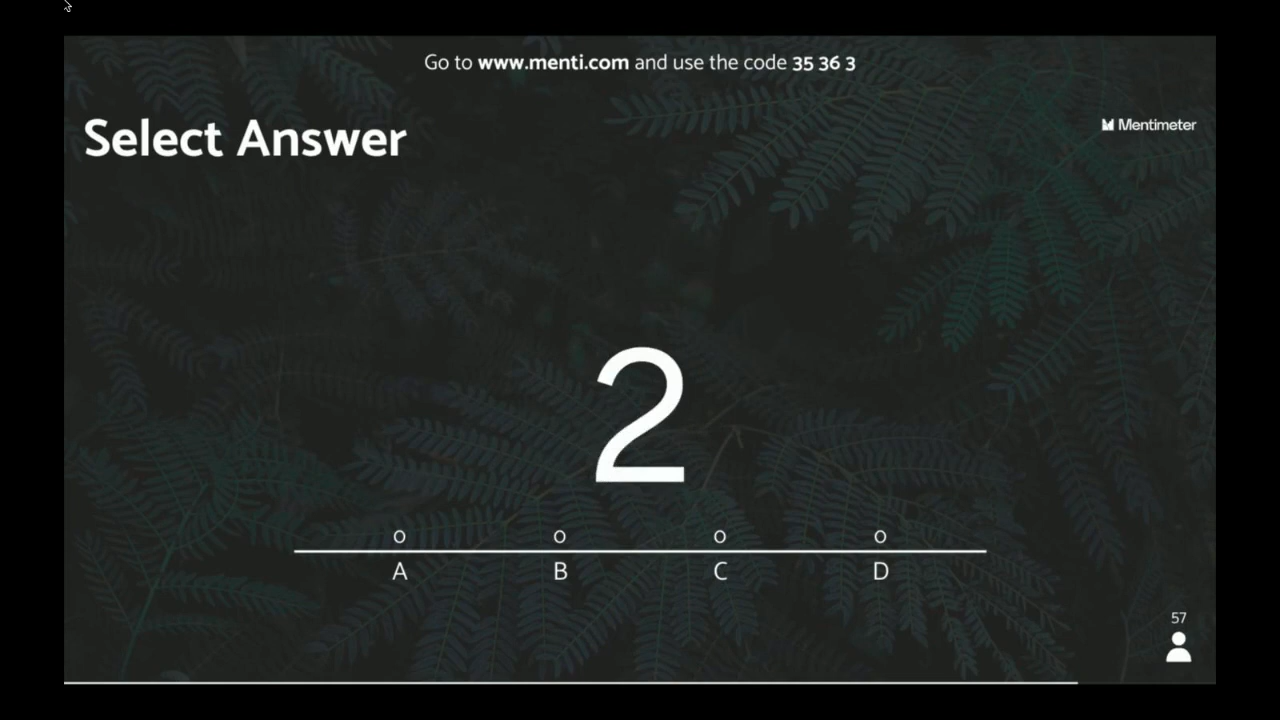 Go to www.menti.com and use the code 35 36 3
Select Answer
Mentimeter
2
0 0 0 0
A B C D
57